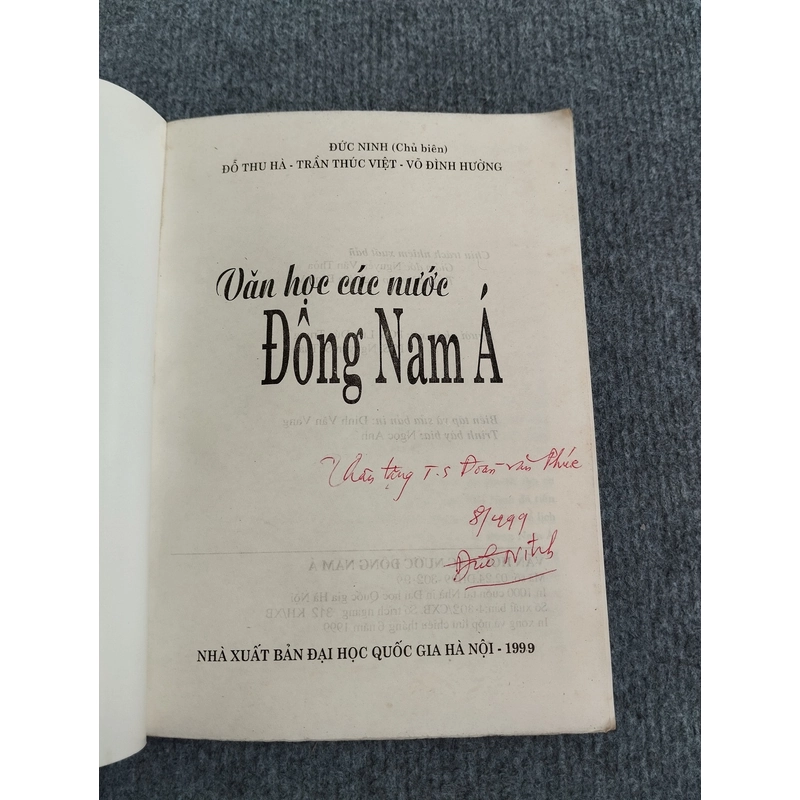 ĐỨC NINH (Chủ biên)
ĐỖ THU HÀ - TRẦN THÚC VIỆT - VÕ ĐÌNH HƯỜNG
Văn học các nước
ĐÔNG NAM Á
Thân tặng T.S Đoàn Văn Phúc
8/1999
Đức Ninh
NHÀ XUẤT BẢN ĐẠI HỌC QUỐC GIA HÀ NỘI - 1999